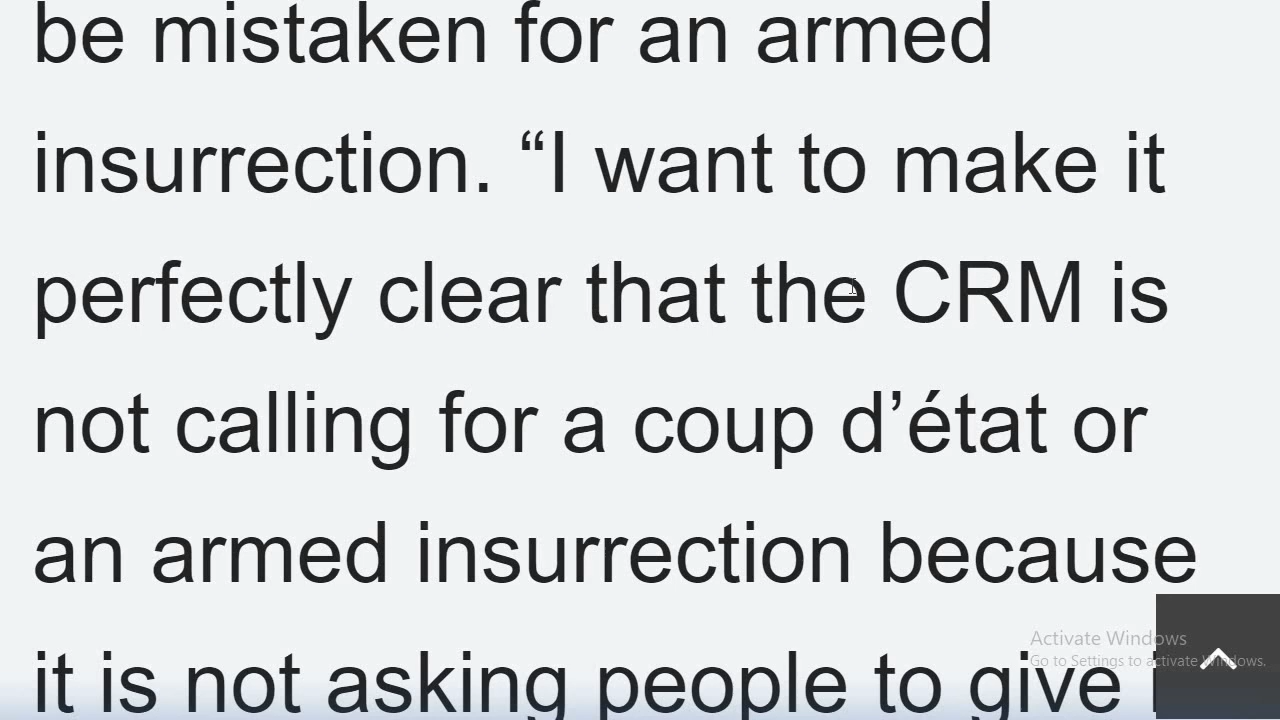 be mistaken for an armed
insurrection. “I want to make it
perfectly clear that the CRM is
not calling for a coup d’état or
an armed insurrection because
it is not asking people to give
Activate Windows
Go to Settings to activate Windows.